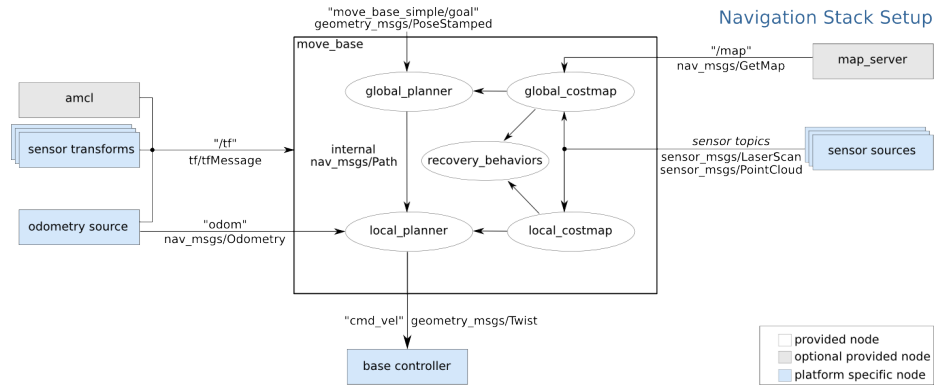 "move_base_simple/goal"
geometry_msgs/PoseStamped
Navigation Stack Setup
move_base
"/map"
nav_msgs/GetMap
map_server
global_planner
global_costmap
amcl
sensor transforms
"/tf"
tf/tfMessage
internal
nav_msgs/Path
recovery_behaviors
sensor topics
sensor_msgs/LaserScan
sensor_msgs/PointCloud
sensor sources
odometry source
"odom"
nav_msgs/Odometry
local_planner
local_costmap
"cmd_vel"
geometry_msgs/Twist
base controller
provided node
optional provided node
platform specific node